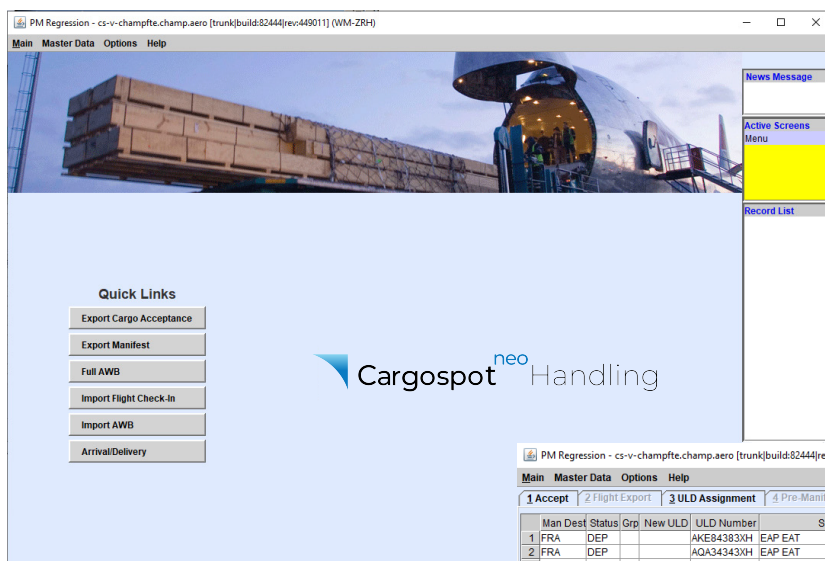 PM Regression - cs-v-champfte.champ.aero [trunk|build:82444|rev:449011] (WM-ZRH)
Main Master Data Options Help
News Message
Active Screens
Menu
Record List
Quick Links
Export Cargo Acceptance
Export Manifest
Full AWB
Import Flight Check-In
Import AWB
Arrival/Delivery
Cargospot neo Handling
PM Regression - cs-v-champfte.champ.aero [trunk|build:82444|re
Main Master Data Options Help
1 Accept 2 Flight Export 3 ULD Assignment 4 Pre-Manif
Man Dest Status Grp New ULD ULD Number S
1 FRA DEP AKE84383XH EAP EAT
2 FRA DEP AQA34343XH EAP EAT